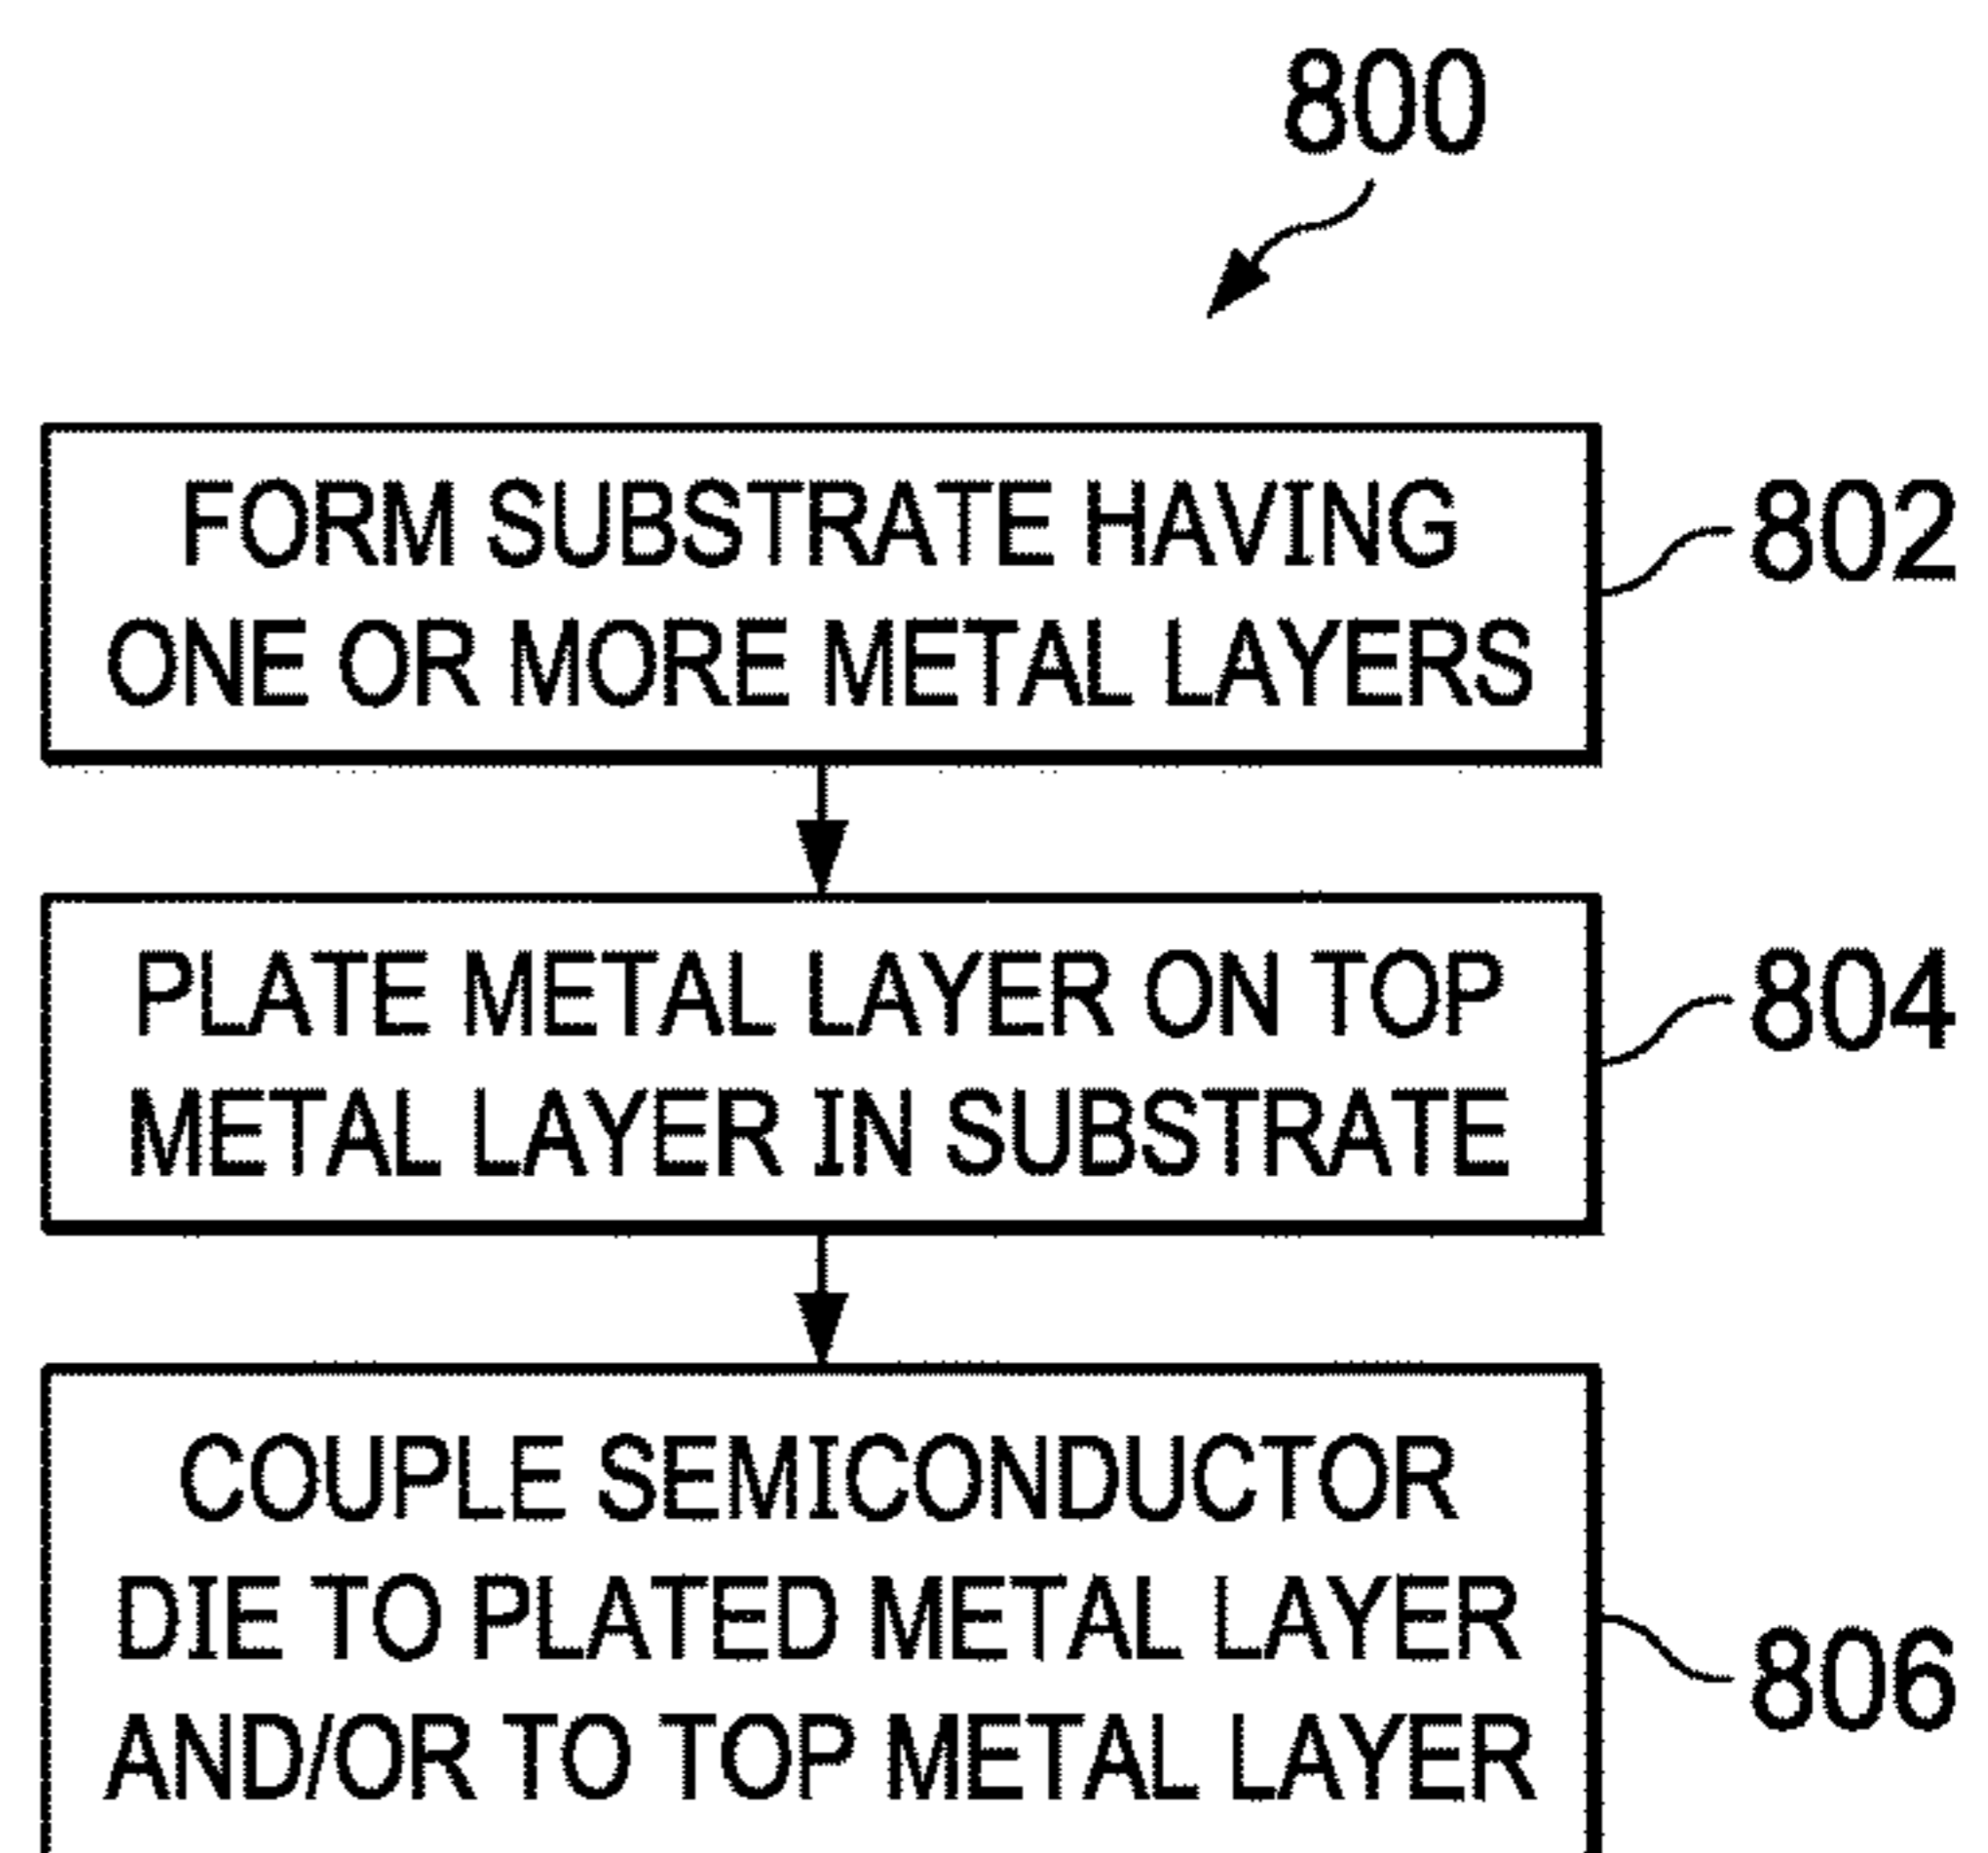 800
FORM SUBSTRATE HAVING
ONE OR MORE METAL LAYERS
802
PLATE METAL LAYER ON TOP
METAL LAYER IN SUBSTRATE
804
COUPLE SEMICONDUCTOR
DIE TO PLATED METAL LAYER
AND/OR TO TOP METAL LAYER
806